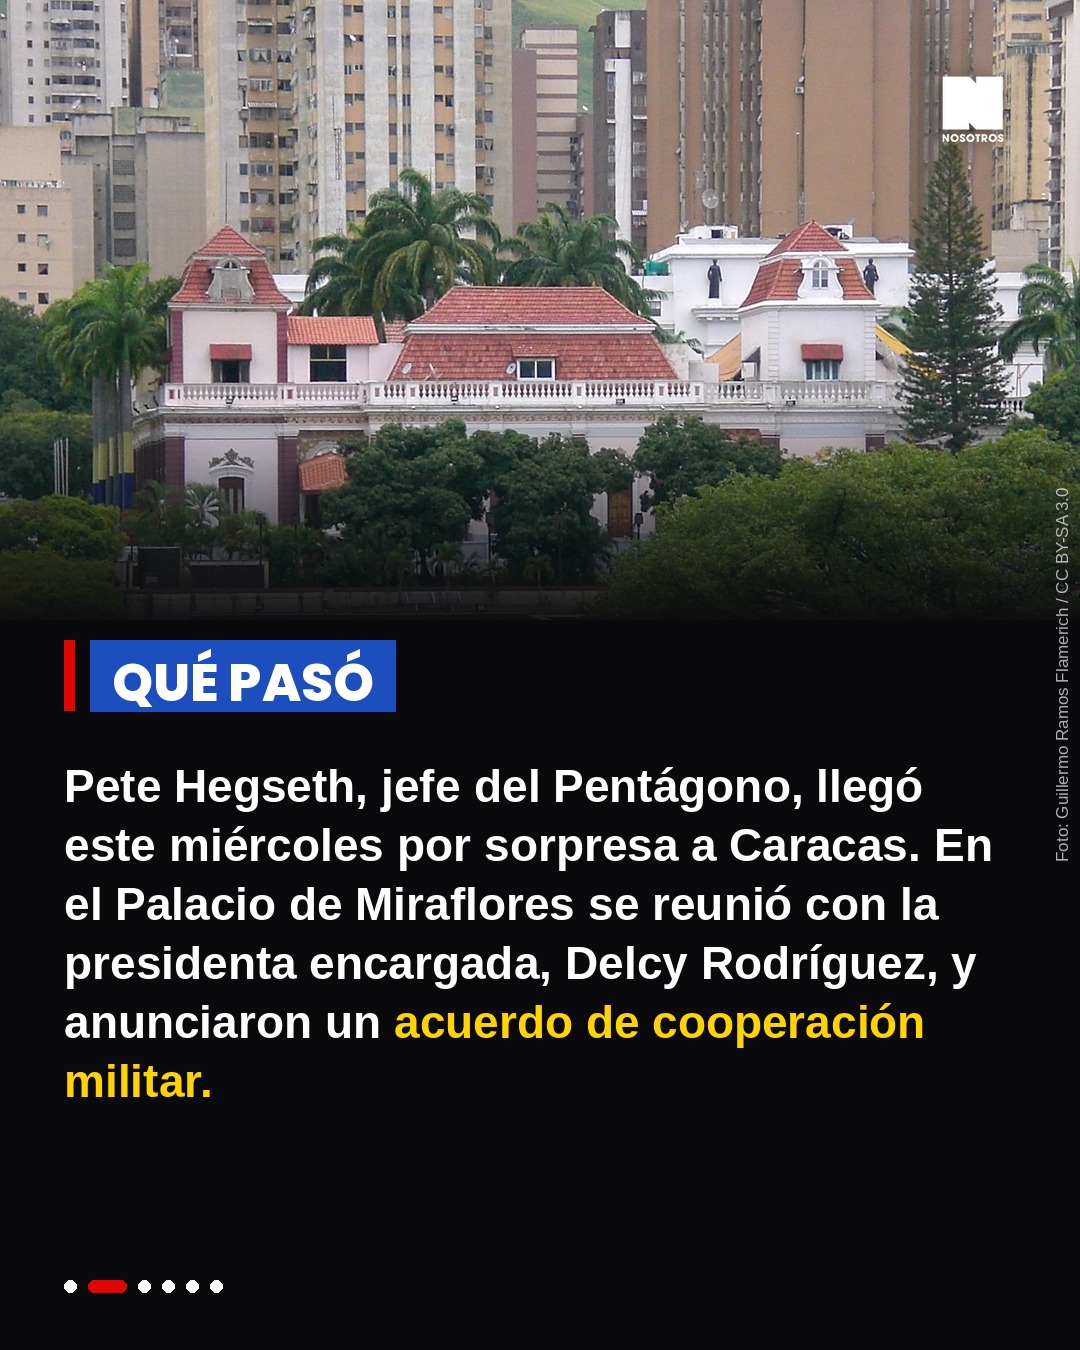 NOSOTROS
QUÉ PASÓ
Pete Hegseth, jefe del Pentágono, llegó
este miércoles por sorpresa a Caracas. En
el Palacio de Miraflores se reunió con la
presidenta encargada, Delcy Rodríguez, y
anunciaron un acuerdo de cooperación
militar.
Foto: Guillermo Ramos Flamerich / CC BY-SA 3.0